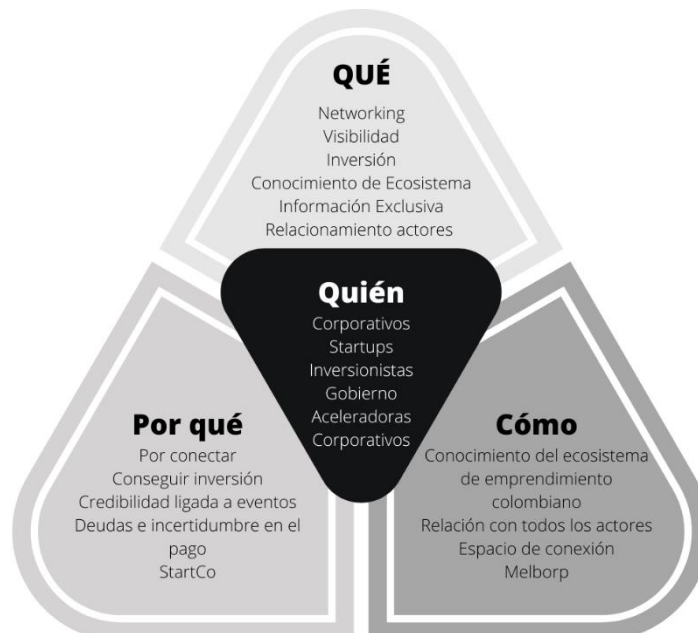 QUÉ
Networking
Visibilidad
Inversión
Conocimiento de Ecosistema
Información Exclusiva
Relacionamiento actores
Quién
Corporativos
Startups
Inversionistas
Gobierno
Aceleradoras
Corporativos
Por qué
Por conectar
Conseguir inversión
Credibilidad ligada a eventos
Deudas e incertidumbre en el
pago
StartCo
Cómo
Conocimiento del ecosistema
de emprendimiento
colombiano
Relación con todos los actores
Espacio de conexión
Melborp